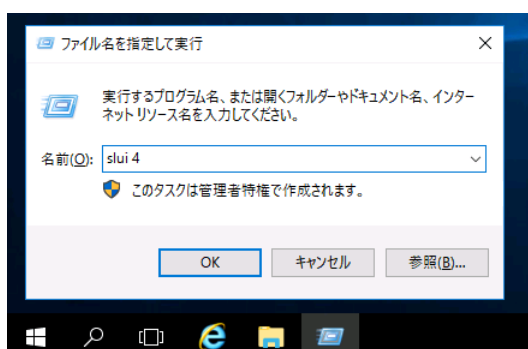 ファイル名を指定して実行
実行するプログラム名、または開くフォルダーやドキュメント名、インター
ネット リソース名を入力してください。
名前(O): slui 4
このタスクは管理者特権で作成されます。
OK キャンセル 参照(B)...